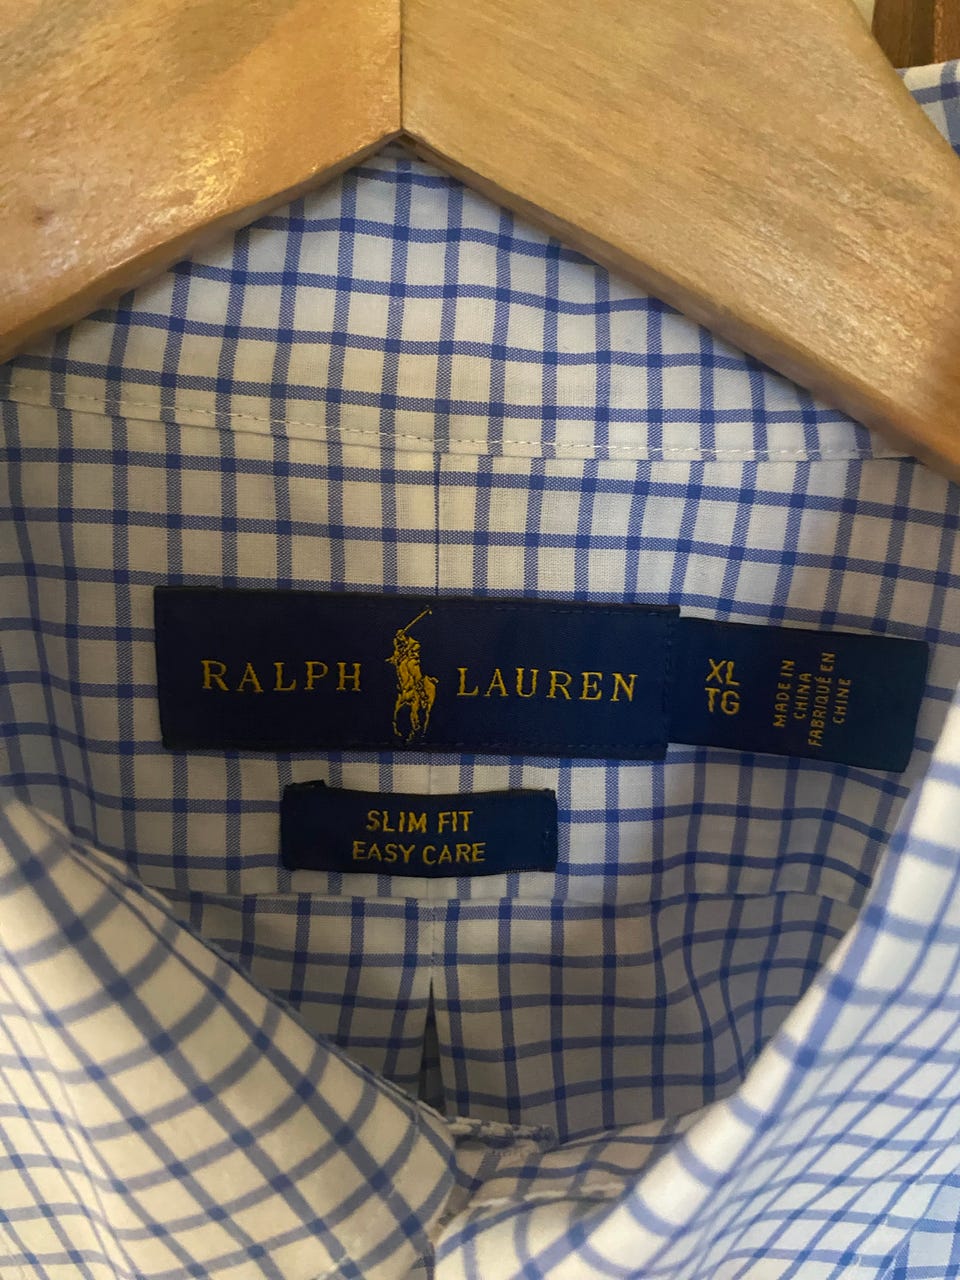 RALPH LAUREN
XL
TG
MADE IN
CHINA
FABRIQUÉ EN
CHINE
SLIM FIT
EASY CARE